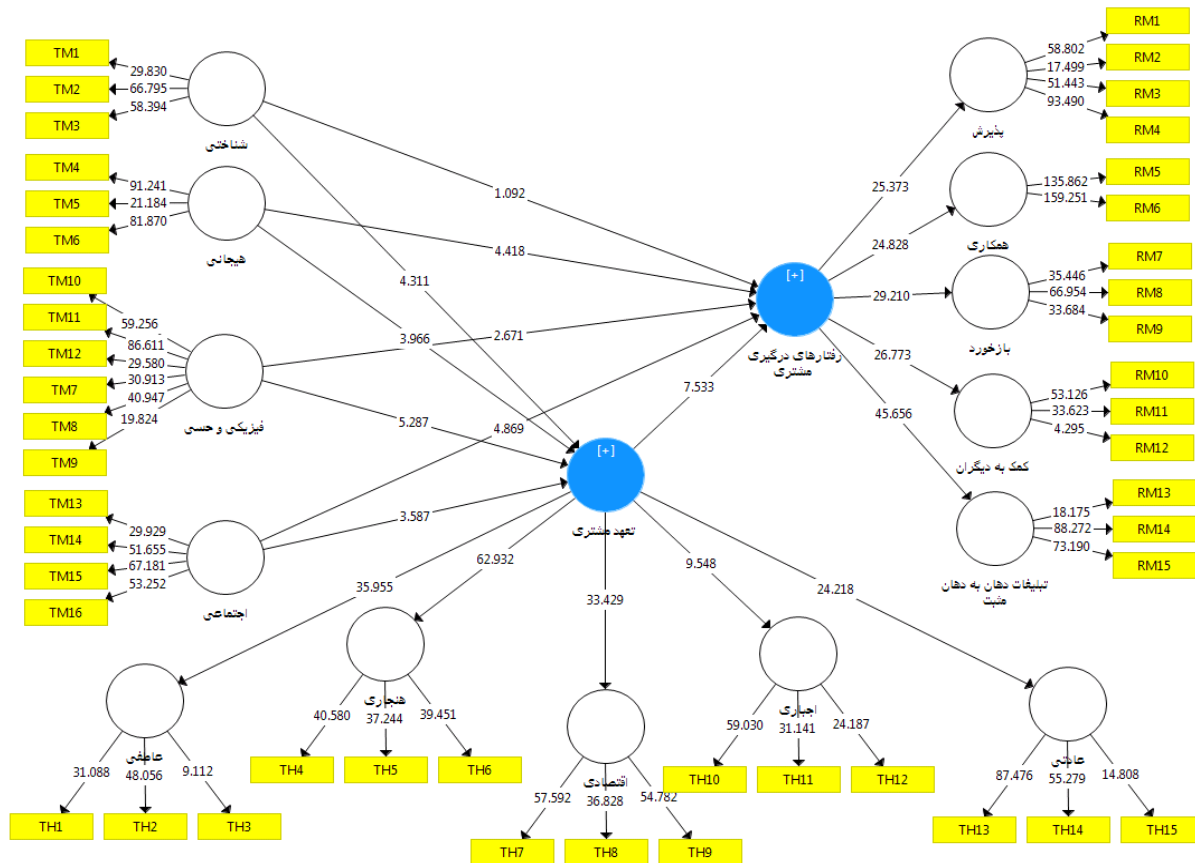 TM1
29.830
TM2
66.795
TM3
58.394
شناختی
TM4
91.241
TM5
21.184
TM6
81.870
هیجانی
TM10
59.256
TM11
86.611
TM12
29.580
TM7
30.913
TM8
40.947
TM9
19.824
فیزیکی و حسی
TM13
29.929
TM14
51.655
TM15
67.181
TM16
53.252
اجتماعی
1.092
4.418
4.311
2.671
3.966
4.869
7.533
5.287
3.587
[+]
رفتارهای درگیری
مشتری
[+]
تعهد مشتری
25.373
24.828
29.210
26.773
45.656
RM1
58.802
RM2
17.499
RM3
51.443
RM4
93.490
پذیرش
RM5
135.862
RM6
159.251
همکاری
RM7
35.446
RM8
66.954
RM9
33.684
بازخورد
RM10
53.126
RM11
33.623
RM12
4.295
کمک به دیگران
RM13
18.175
RM14
88.272
RM15
73.190
تبلیغات دهان به دهان
مثبت
35.955
62.932
33.429
9.548
24.218
عاطفی
31.088
48.056
9.112
TH1
TH2
TH3
هنجاری
40.580
37.244
39.451
TH4
TH5
TH6
اقتصادی
57.592
36.828
54.782
TH7
TH8
TH9
اجباری
59.030
31.141
24.187
TH10
TH11
TH12
عادتی
87.476
55.279
14.808
TH13
TH14
TH15